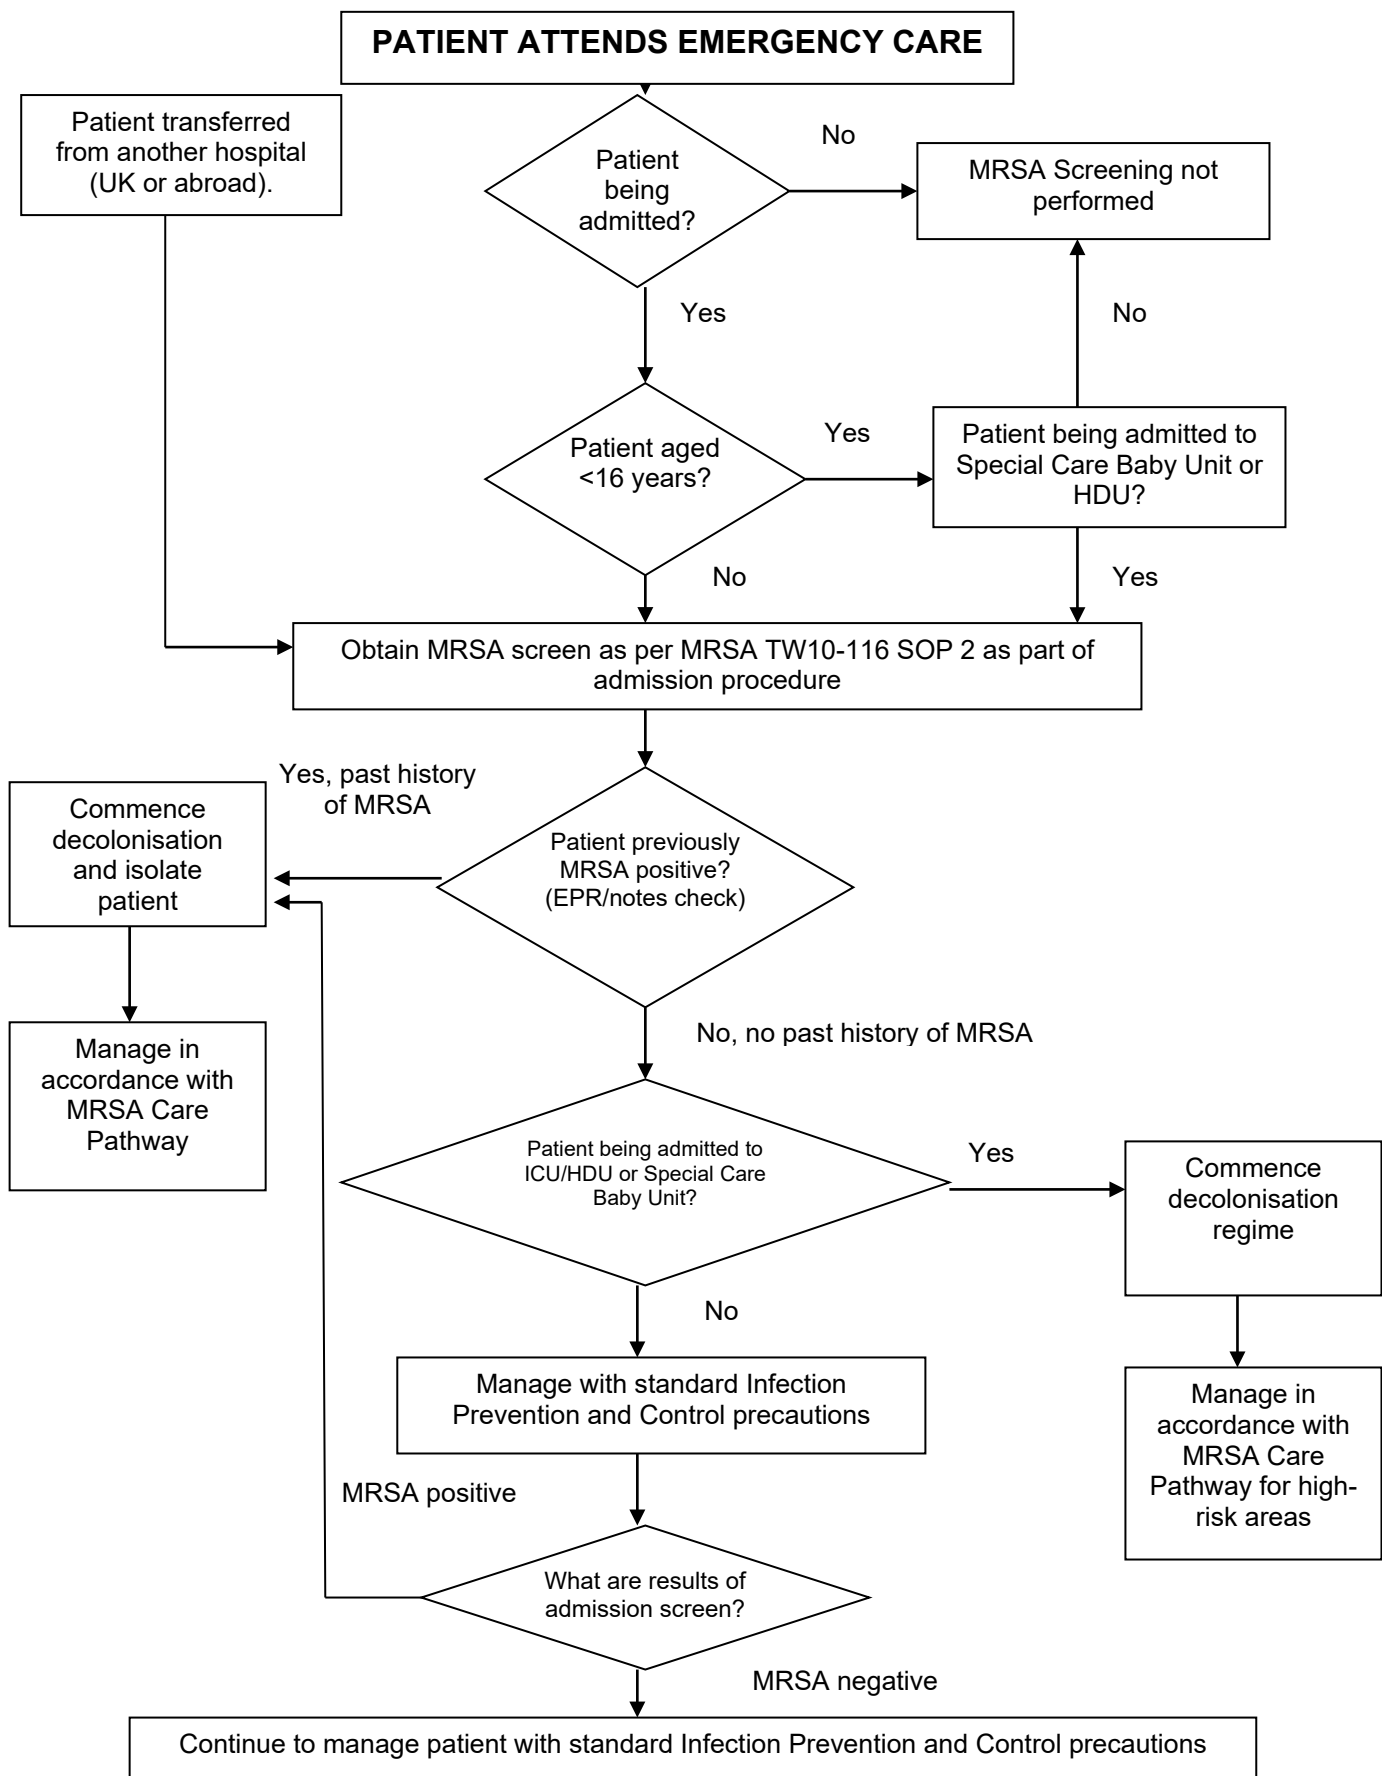 PATIENT ATTENDS EMERGENCY CARE
Patient transferred
from another hospital
(UK or abroad).
Patient
being
admitted?
No
MRSA Screening not
performed
Yes
No
Patient aged
<16 years?
Yes
Patient being admitted to
Special Care Baby Unit or
HDU?
No
Yes
Obtain MRSA screen as per MRSA TW10-116 SOP 2 as part of
admission procedure
Yes, past history
of MRSA
Commence
decolonisation
and isolate
patient
Patient previously
MRSA positive?
(EPR/notes check)
Manage in
accordance with
MRSA Care
Pathway
No, no past history of MRSA
Patient being admitted to
ICU/HDU or Special Care
Baby Unit?
Yes
Commence
decolonisation
regime
No
Manage with standard Infection
Prevention and Control precautions
Manage in
accordance with
MRSA Care
Pathway for high-
risk areas
MRSA positive
What are results of
admission screen?
MRSA negative
Continue to manage patient with standard Infection Prevention and Control precautions